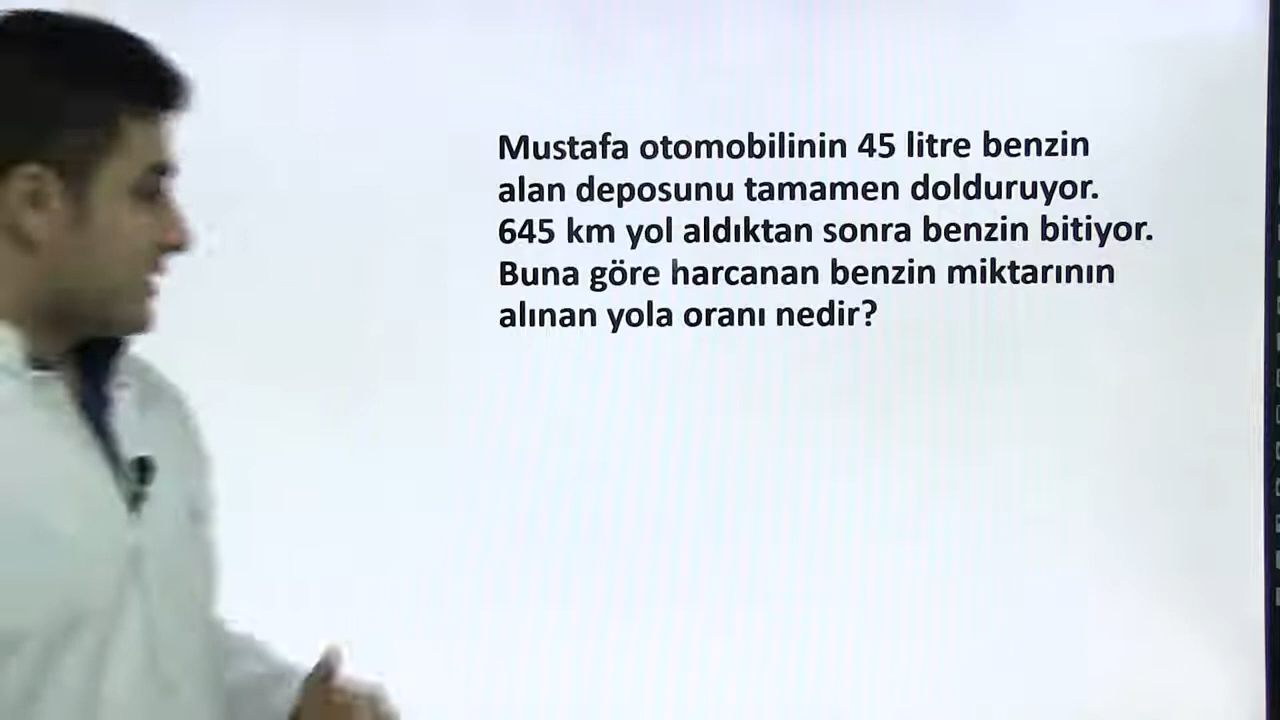 Mustafa otomobilinin 45 litre benzin
alan deposunu tamamen dolduruyor.
645 km yol aldıktan sonra benzin bitiyor.
Buna göre harcanan benzin miktarının
alınan yola oranı nedir?